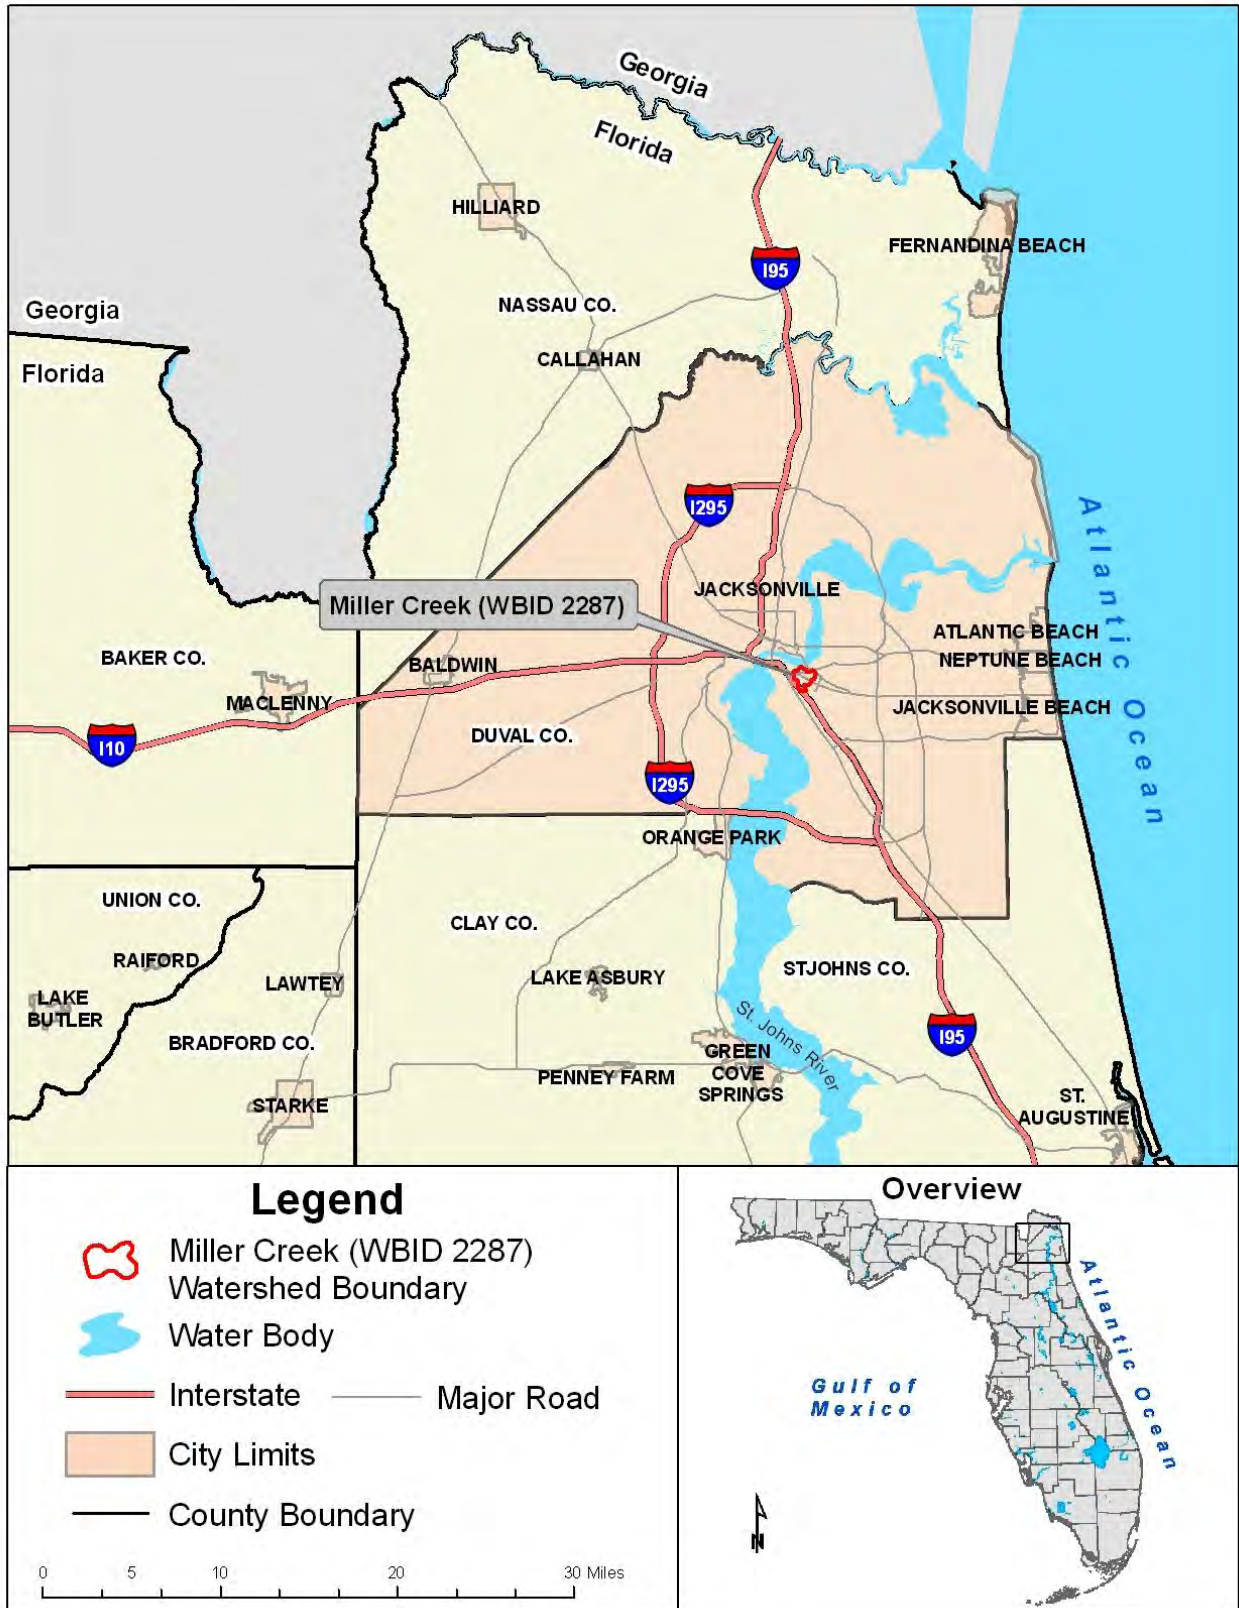 Georgia
Florida
HILLIARD
FERNANDINA BEACH
I95
NASSAU CO.
Georgia
CALLAHAN
Florida
I295
Atlantic Ocean
JACKSONVILLE
Miller Creek (WBID 2287)
ATLANTIC BEACH
BAKER CO.
BALDWIN
NEPTUNE BEACH
MACLENNY
JACKSONVILLE BEACH
DUVAL CO.
I10
I295
ORANGE PARK
UNION CO.
CLAY CO.
RAIFORD
STJOHNS CO.
LAKE ASBURY
LAWTEY
LAKE
BUTLER
St. Johns River
I95
BRADFORD CO.
GREEN
COVE
SPRINGS
PENNEY FARM
STARKE
ST.
AUGUSTINE
Legend
Miller Creek (WBID 2287)
Watershed Boundary
Water Body
Interstate
Major Road
City Limits
County Boundary
0 5 10 20 30 Miles
Overview
Atlantic Ocean
Gulf of
Mexico
N